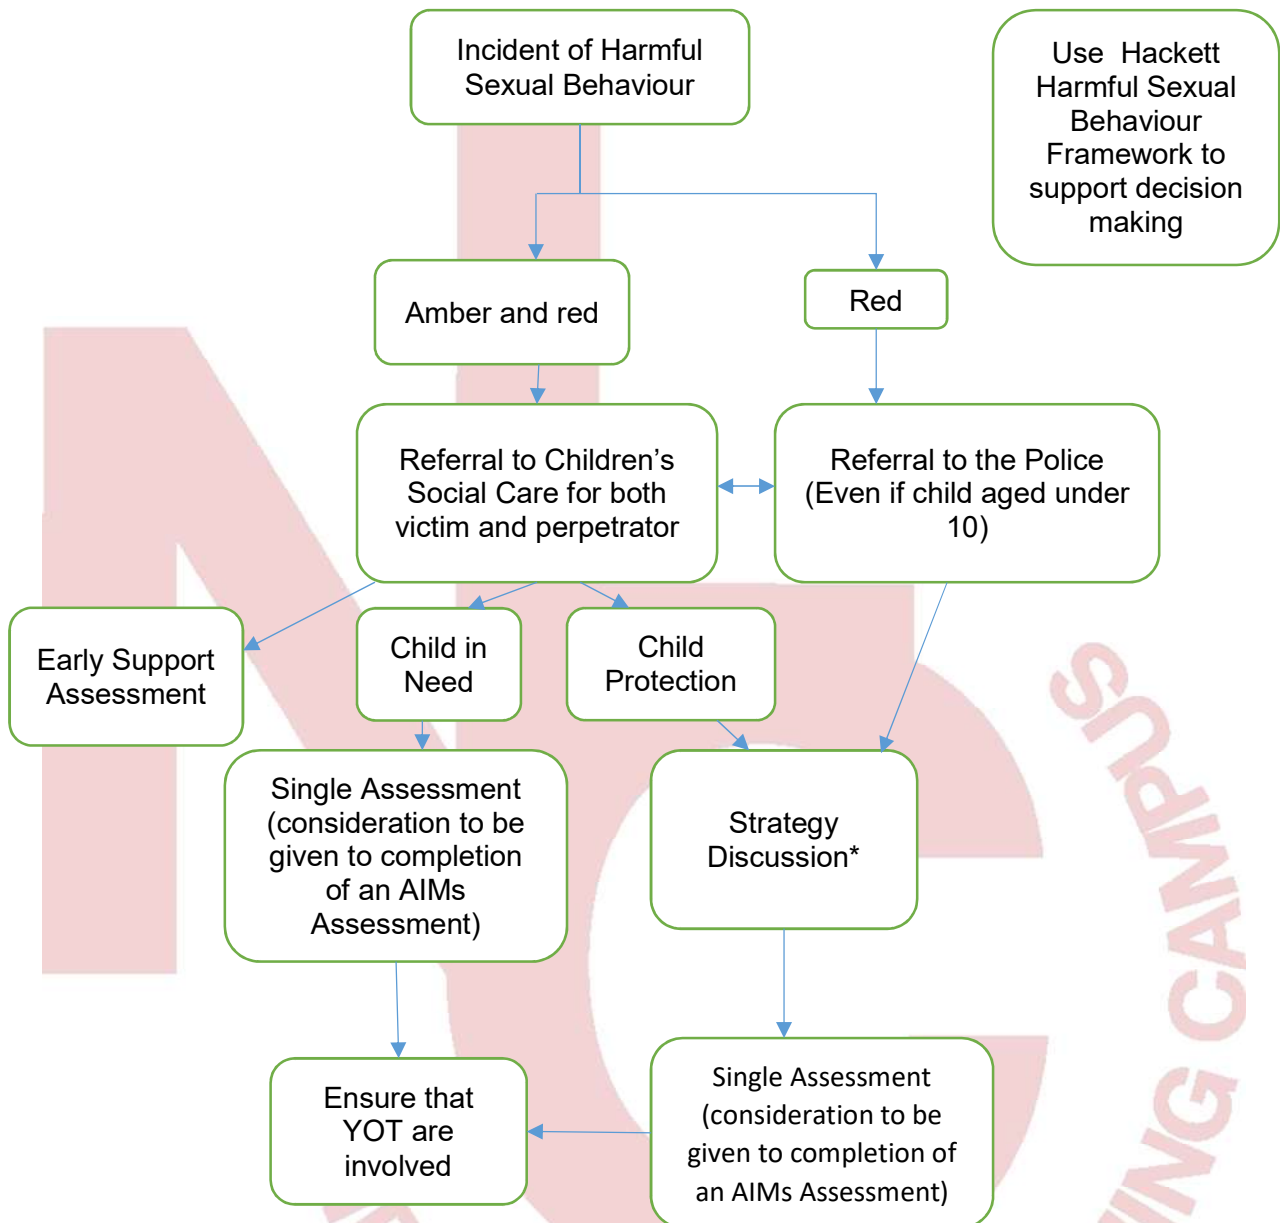 Incident of Harmful
Sexual Behaviour
Use Hackett
Harmful Sexual
Behaviour
Framework to
support decision
making
Amber and red
Red
Referral to Children’s
Social Care for both
victim and perpetrator
Referral to the Police
(Even if child aged under
10)
Early Support
Assessment
Child in
Need
Child
Protection
Single Assessment
(consideration to be
given to completion
of an AIMs
Assessment)
Strategy
Discussion*
Ensure that
YOT are
involved
Single Assessment
(consideration to be
given to completion of
an AIMs Assessment)
CAMPUS